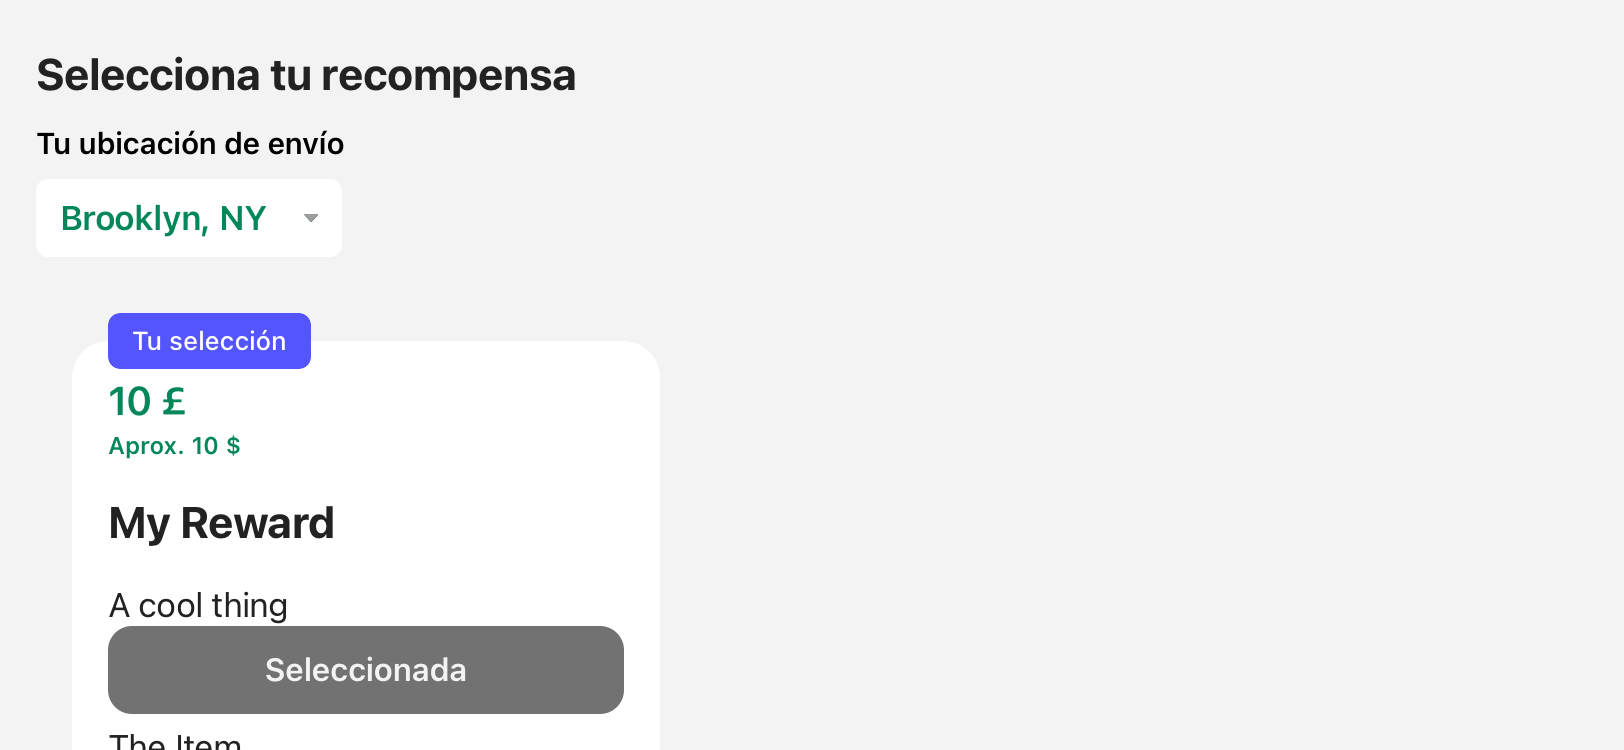 Selecciona tu recompensa
Tu ubicación de envío
Brooklyn, NY
Tu selección
10 £
Aprox. 10 $
My Reward
A cool thing
Seleccionada
The Item